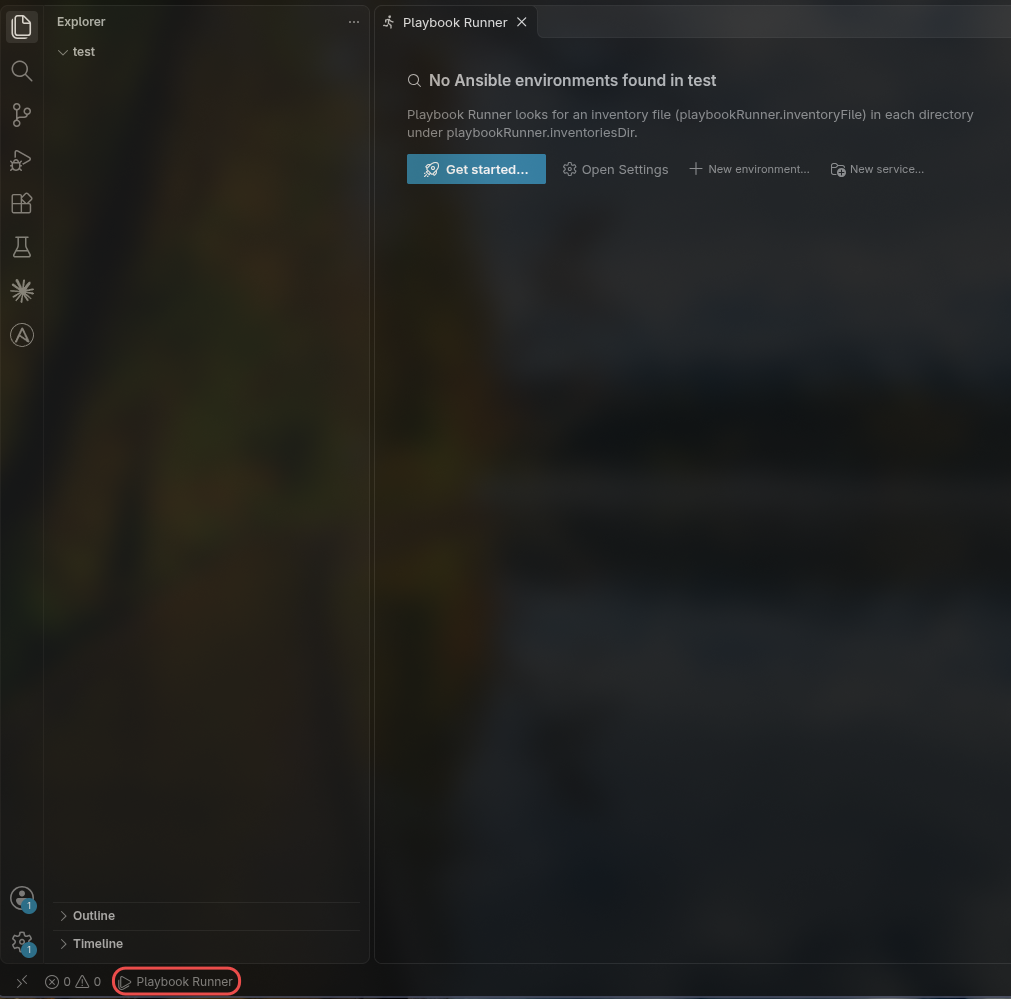 Explorer
test
Playbook Runner
No Ansible environments found in test
Playbook Runner looks for an inventory file (playbookRunner.inventoryFile) in each directory
under playbookRunner.inventoriesDir.
Get started...
Open Settings
New environment...
New service...
1
Outline
1
Timeline
0
0
Playbook Runner